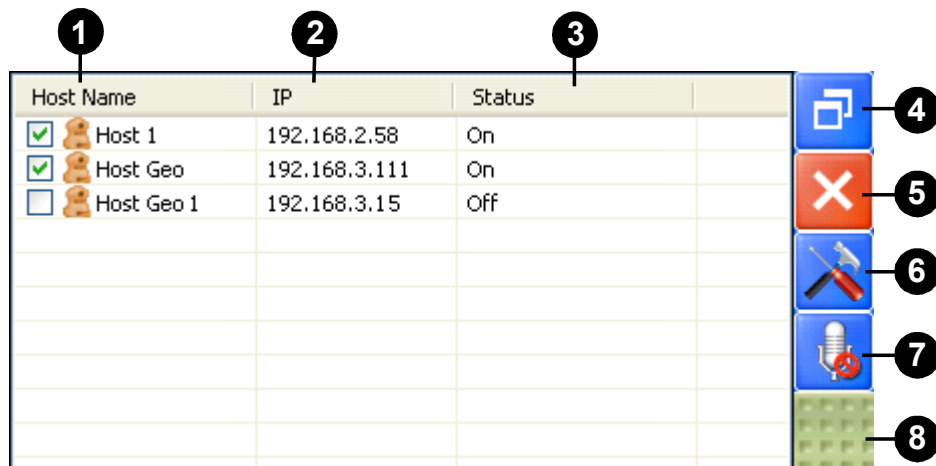 1 2 3
Host Name IP Status
Host 1 192.168.2.58 On
Host Geo 192.168.3.111 On
Host Geo 1 192.168.3.15 Off
4
5
6
7
8